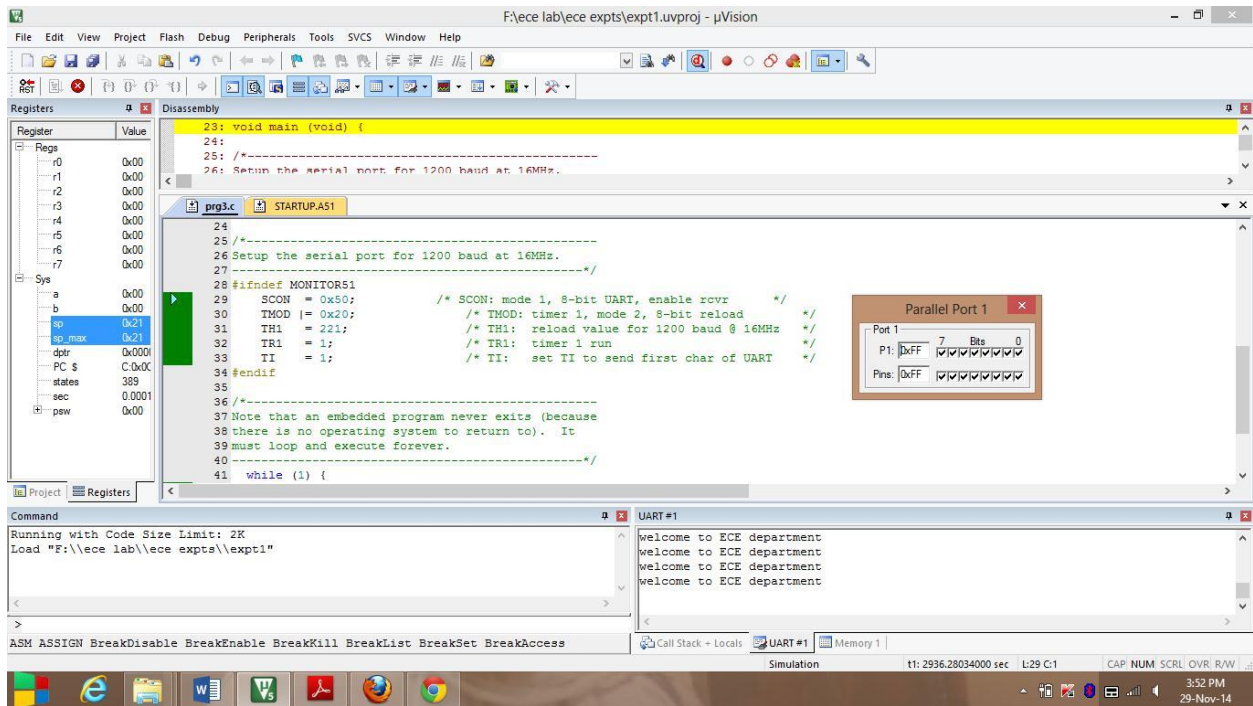 F:\ece lab\ece expts\expt1.uvproj - µVision
File Edit View Project Flash Debug Peripherals Tools SVCS Window Help
Registers
Register Value
Regs
r0 0x00
r1 0x00
r2 0x00
r3 0x00
r4 0x00
r5 0x00
r6 0x00
r7 0x00
Sys
a 0x00
b 0x00
sp 0x21
sp_max 0x21
dptr 0x000
PC $ C:0x0
states 389
sec 0.0001
psw 0x00
Project Registers
Disassembly
23: void main (void) {
24:
25: /*------------------------------------------------
26: Setup the serial port for 1200 baud at 16MHz.
prg3.c STARTUP.A51
24
25 /*------------------------------------------------
26 Setup the serial port for 1200 baud at 16MHz.
27 ------------------------------------------------*/
28 #ifndef MONITOR51
29 SCON = 0x50; /* SCON: mode 1, 8-bit UART, enable rcvr */
30 TMOD |= 0x20; /* TMOD: timer 1, mode 2, 8-bit reload */
31 TH1 = 221; /* TH1: reload value for 1200 baud @ 16MHz */
32 TR1 = 1; /* TR1: timer 1 run */
33 TI = 1; /* TI: set TI to send first char of UART */
34 #endif
35
36 /*------------------------------------------------
37 Note that an embedded program never exits (because
38 there is no operating system to return to). It
39 must loop and execute forever.
40 ------------------------------------------------*/
41 while (1) {
Parallel Port 1
Port 1
7 Bits 0
P1: 0xFF
Pins: 0xFF
Command
Running with Code Size Limit: 2K
Load "F:\\ece lab\\ece expts\\expt1"
>
ASM ASSIGN BreakDisable BreakEnable BreakKill BreakList BreakSet BreakAccess
UART #1
welcome to ECE department
welcome to ECE department
welcome to ECE department
welcome to ECE department
Call Stack + Locals UART #1 Memory 1
Simulation t1: 2936.28034000 sec L:29 C:1 CAP NUM SCRL OVR R/W
3:52 PM
29-Nov-14